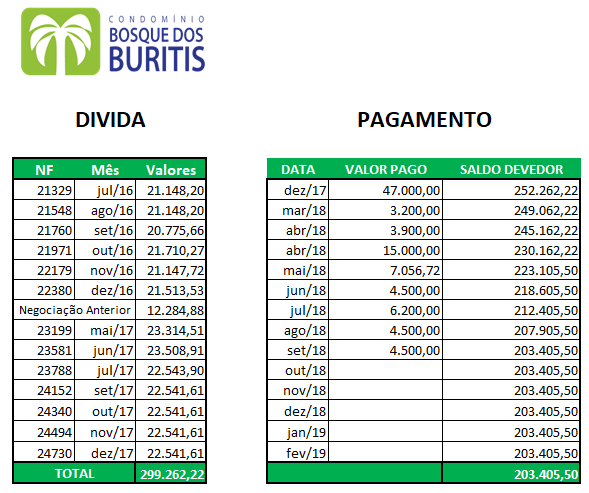 CONDOMÍNIO
BOSQUE DOS
BURITIS
DIVIDA
NF Mês Valores
21329 jul/16 21.148,20
21548 ago/16 21.148,20
21760 set/16 20.775,66
21971 out/16 21.710,27
22179 nov/16 21.147,72
22380 dez/16 21.513,53
Negociação Anterior 12.284,88
23199 mai/17 23.314,51
23581 jun/17 23.508,91
23788 jul/17 22.543,90
24152 set/17 22.541,61
24340 out/17 22.541,61
24494 nov/17 22.541,61
24730 dez/17 22.541,61
TOTAL 299.262,22
PAGAMENTO
DATA VALOR PAGO SALDO DEVEDOR
dez/17 47.000,00 252.262,22
mar/18 3.200,00 249.062,22
abr/18 3.900,00 245.162,22
abr/18 15.000,00 230.162,22
mai/18 7.056,72 223.105,50
jun/18 4.500,00 218.605,50
jul/18 6.200,00 212.405,50
ago/18 4.500,00 207.905,50
set/18 4.500,00 203.405,50
out/18 203.405,50
nov/18 203.405,50
dez/18 203.405,50
jan/19 203.405,50
fev/19 203.405,50
203.405,50